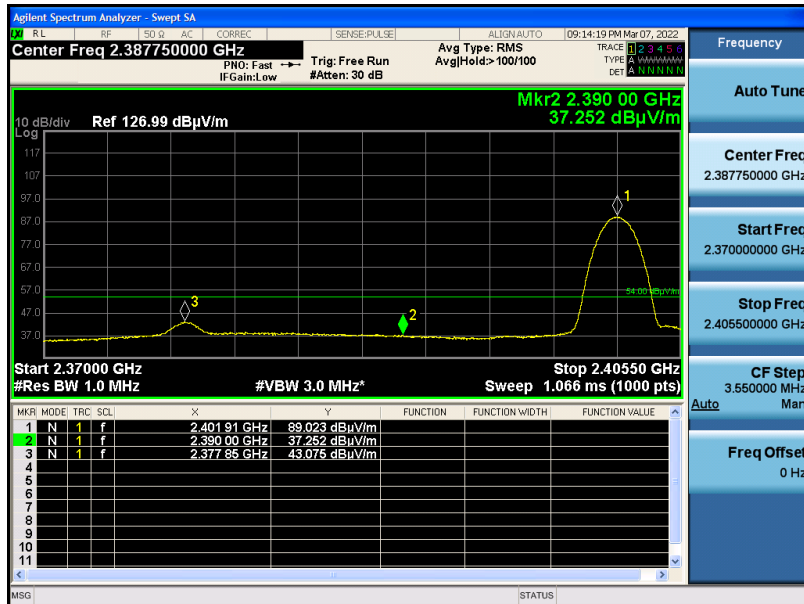 Agilent Spectrum Analyzer - Swept SA
LXI RL RF 50 Ω AC CORREC SENSE:PULSE ALIGN AUTO 09:14:19 PM Mar 07, 2022
Center Freq 2.387750000 GHz
PNO: Fast
IFGain:Low
Trig: Free Run
#Atten: 30 dB
Avg Type: RMS
Avg|Hold:>100/100
TRACE 1 2 3 4 5 6
TYPE A WWWWW
DET A N N N N N
Mkr2 2.390 00 GHz
37.252 dBµV/m
10 dB/div Ref 126.99 dBµV/m
Log
117
107
97.0
87.0
77.0
67.0
57.0
47.0
37.0
1
2
3
54.00 dBµV/m
Start 2.37000 GHz Stop 2.40550 GHz
#Res BW 1.0 MHz #VBW 3.0 MHz* Sweep 1.066 ms (1000 pts)
MKR MODE TRC SCL X Y FUNCTION FUNCTION WIDTH FUNCTION VALUE
1 N 1 f 2.401 91 GHz 89.023 dBµV/m
2 N 1 f 2.390 00 GHz 37.252 dBµV/m
3 N 1 f 2.377 85 GHz 43.075 dBµV/m
4
5
6
7
8
9
10
11
MSG STATUS
Frequency
Auto Tune
Center Freq
2.387750000 GHz
Start Freq
2.370000000 GHz
Stop Freq
2.405500000 GHz
CF Step
3.550000 MHz
Auto Man
Freq Offset
0 Hz